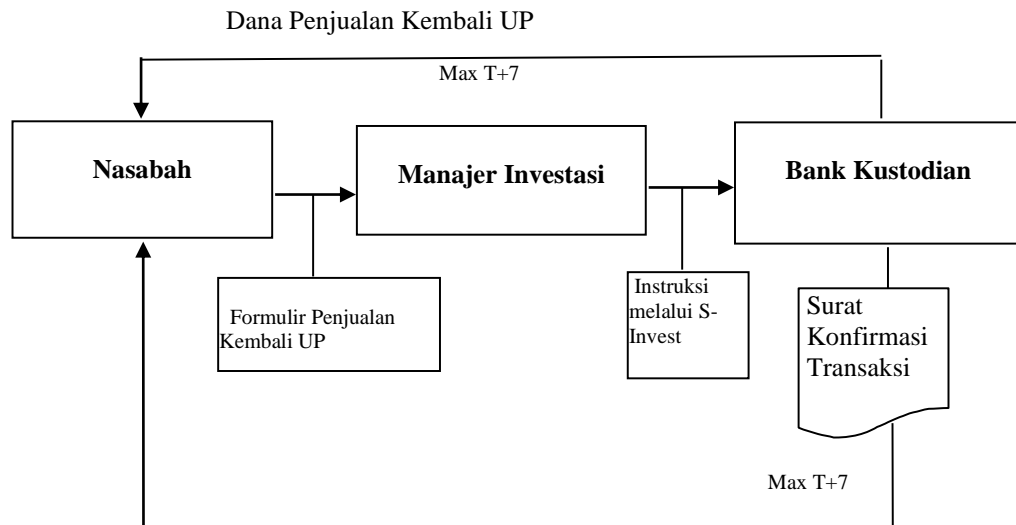 Dana Penjualan Kembali UP
Max T+7
Nasabah
Manajer Investasi
Bank Kustodian
Formulir Penjualan
Kembali UP
Instruksi
melalui S-
Invest
Surat
Konfirmasi
Transaksi
Max T+7